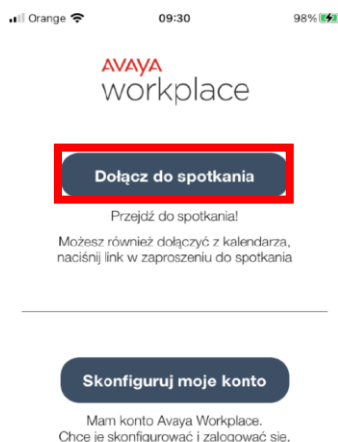 Orange 09:30 98%
AVAYA
workplace
Dołącz do spotkania
Przejdź do spotkania!
Możesz również dołączyć z kalendarza,
naciśnij link w zaproszeniu do spotkania
Skonfiguruj moje konto
Mam konto Avaya Workplace.
Chcę je skonfigurować i zalogować się.